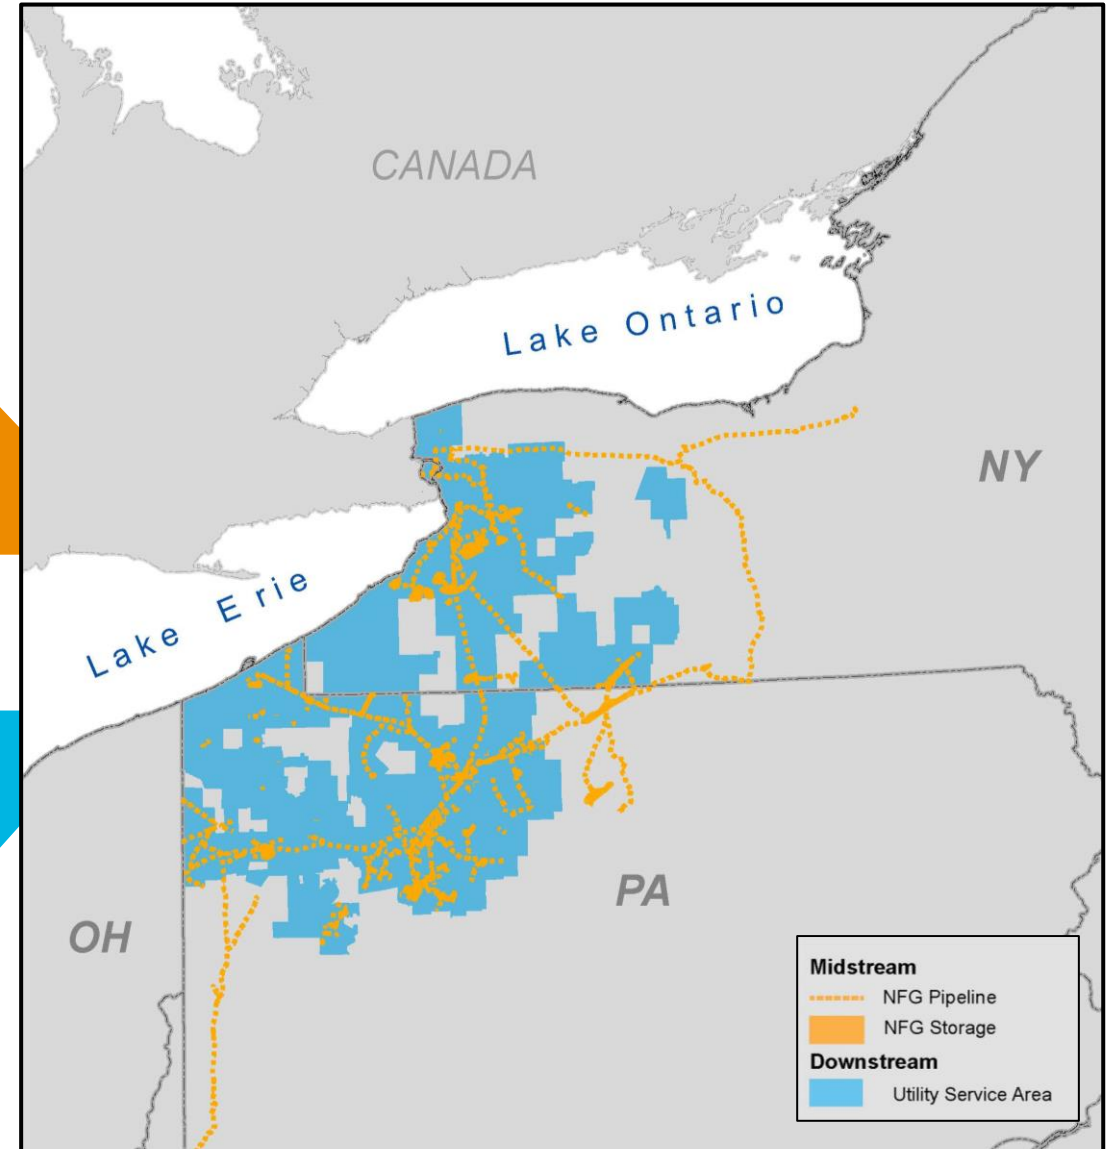 CANADA
Lake Ontario
NY
Lake Erie
PA
OH
Midstream
NFG Pipeline
NFG Storage
Downstream
Utility Service Area